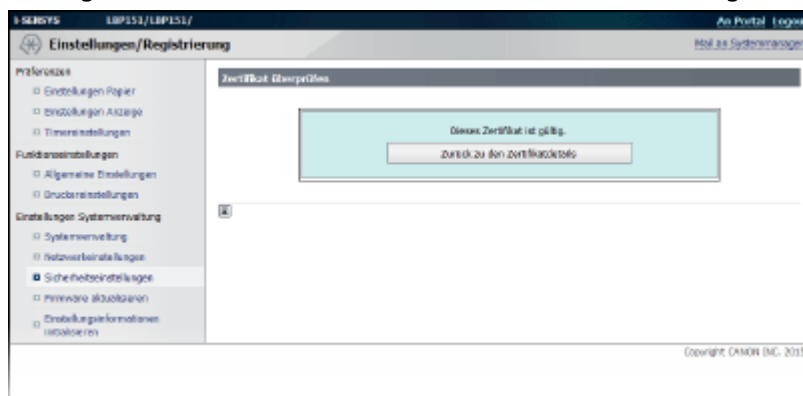 i-SENSYS LBP151/LBP151/
An Portal Logou
Einstellungen/Registrierung
Mail an Systemmanager
Präferenzen
Einstellungen Papier
Einstellungen Anzeige
Timereinstellungen
Funktionseinstellungen
Allgemeine Einstellungen
Druckereinstellungen
Einstellungen Systemverwaltung
Systemverwaltung
Netzwerkeinstellungen
Sicherheitseinstellungen
Firmware aktualisieren
Einstellungsinformationen
initialisieren
Zertifikat überprüfen
Dieses Zertifikat ist gültig.
Zurück zu den Zertifikatdetails
Copyright CANON INC. 2015